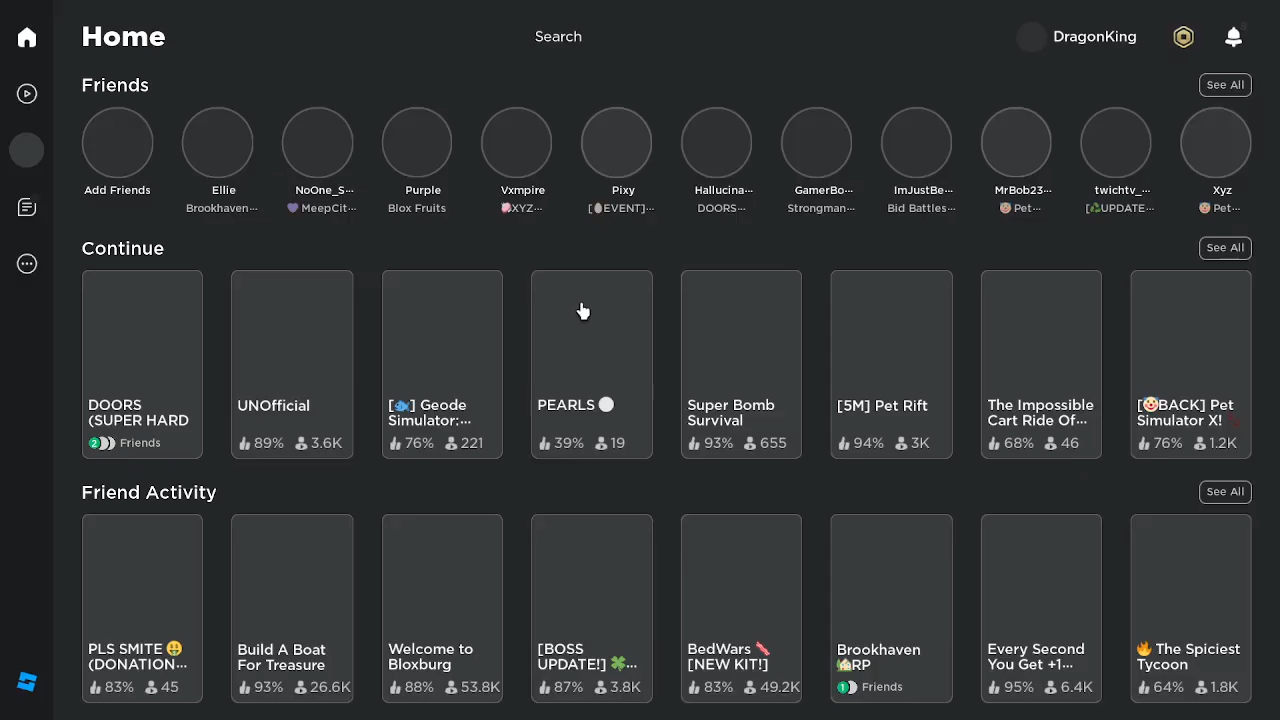 Home
Search
DragonKing
Friends
See All
Add Friends
Ellie
NoOne_S...
Purple
Vxmpire
Pixy
Hallucina...
GamerBo...
ImJustBe...
MrBob23...
twichtv_...
Xyz
Brookhaven...
💜 MeepCit...
Blox Fruits
XYZ...
[🥚EVENT]...
DOORS...
Strongman...
Bid Battles...
😇 Pet...
[♻️UPDATE...
😇 Pet...
Continue
See All
DOORS
(SUPER HARD
2 Friends
UNOfficial
89% 3.6K
[🐟] Geode
Simulator:...
76% 221
PEARLS ⚪
39% 19
Super Bomb
Survival
93% 655
[5M] Pet Rift
94% 3K
The Impossible
Cart Ride Of...
68% 46
[🤡BACK] Pet
Simulator X!
76% 1.2K
Friend Activity
See All
PLS SMITE 🤑
(DONATION...
83% 45
Build A Boat
For Treasure
93% 26.6K
Welcome to
Bloxburg
88% 53.8K
[BOSS
UPDATE!] 🍀...
87% 3.8K
BedWars
[NEW KIT!]
83% 49.2K
Brookhaven
🏡RP
1 Friends
Every Second
You Get +1...
95% 6.4K
🔥 The Spiciest
Tycoon
64% 1.8K